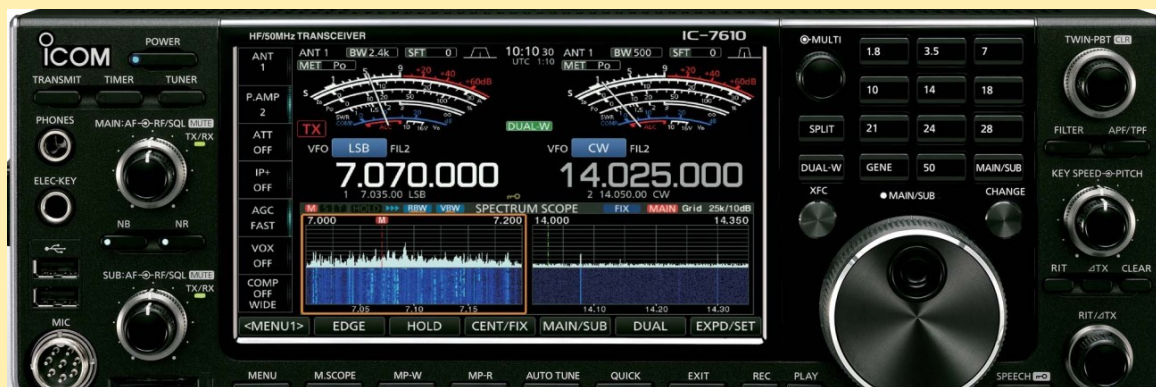 ICOM
POWER
TRANSMIT TIMER TUNER
PHONES
MAIN:AF RF/SQL MUTE
TX/RX
ELEC-KEY
NB NR
SUB:AF RF/SQL MUTE
TX/RX
MIC
HF/50MHz TRANSCEIVER IC-7610
ANT 1
P.AMP 2
ATT OFF
IP+ OFF
AGC FAST
VOX OFF
COMP OFF WIDE
ANT 1 BW 2.4k SFT 0
10:10 30
UTC 1:10
ANT 1 BW 500 SFT 0
MET Po
MET Po
S 9 +20 +40 +60dB
S 9 +20 +40 +60dB
TX
DUAL-W
VFO LSB FIL2
VFO CW FIL2
7.070.000
14.025.000
1 7.035.00 LSB
2 14.050.00 CW
M HOLD RBW VBW SPECTRUM SCOPE FIX MAIN Grid 25k/10dB
7.000 M 7.200
14.000 14.350
7.05 7.10 7.15
14.10 14.20 14.30
<MENU1> EDGE HOLD CENT/FIX MAIN/SUB DUAL EXPD/SET
MENU M.SCOPE MP-W MP-R AUTO TUNE QUICK EXIT REC PLAY
MULTI
1.8 3.5 7
10 14 18
SPLIT 21 24 28
DUAL-W GENE 50 MAIN/SUB
XFC
MAIN/SUB
CHANGE
SPEECH
TWIN-PBT CLR
FILTER APF/TPF
KEY SPEED PITCH
RIT ⊿TX CLEAR
RIT/⊿TX